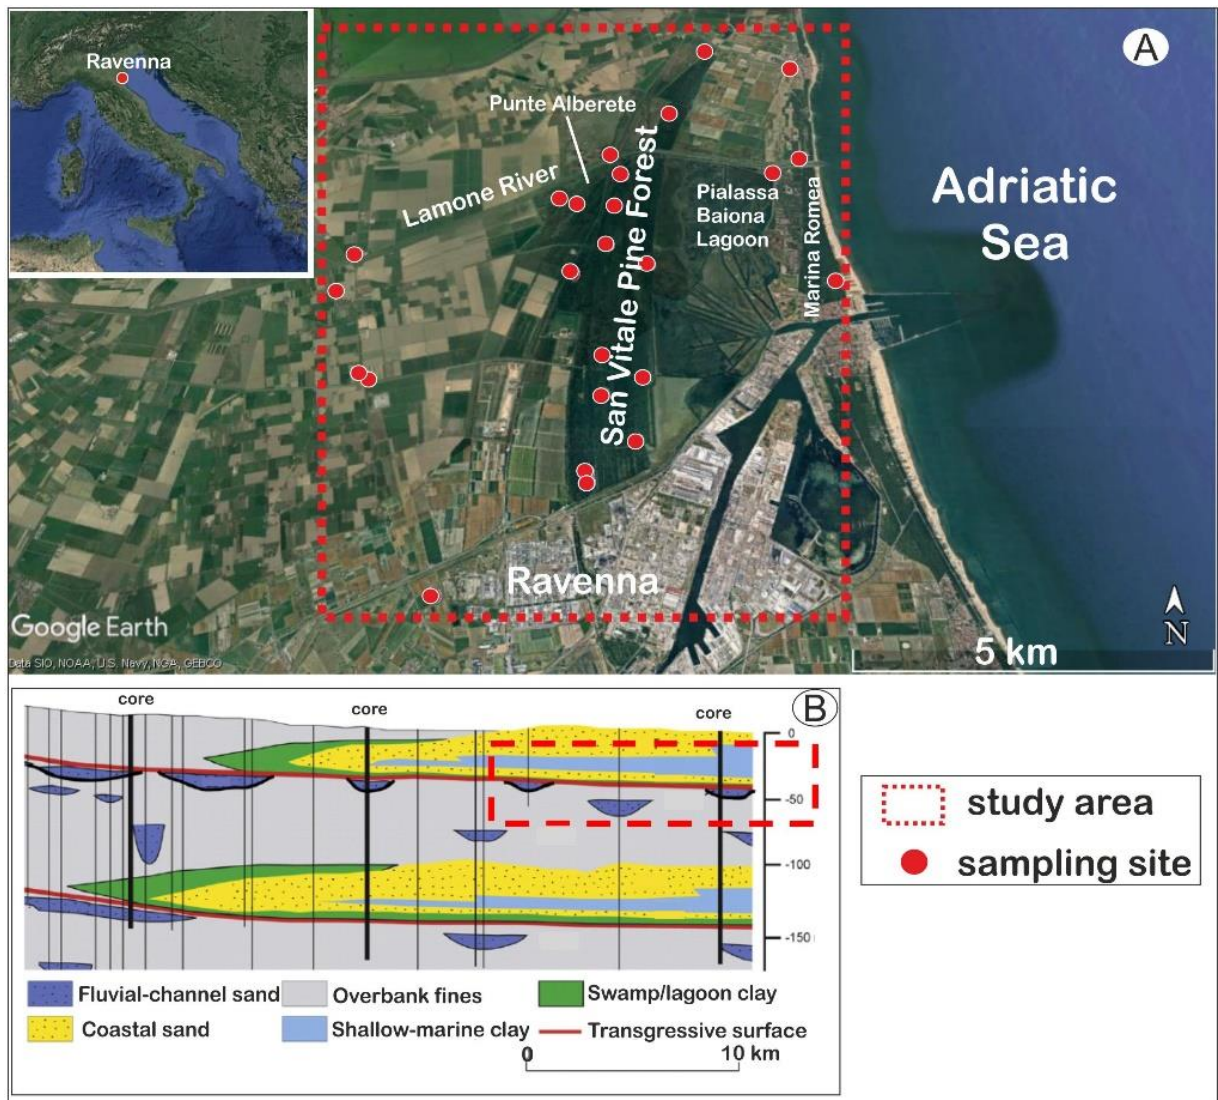 Ravenna
A
Punte Alberete
Lamone River
San Vitale Pine Forest
Pialassa
Baiona
Lagoon
Marina Romea
Adriatic
Sea
Ravenna
Google Earth
Data SIO, NOAA, U.S. Navy, NGA, GEBCO
N
5 km
core
core
core
B
0
-50
-100
-150
study area
sampling site
Fluvial-channel sand
Overbank fines
Swamp/lagoon clay
Coastal sand
Shallow-marine clay
Transgressive surface
0
10 km